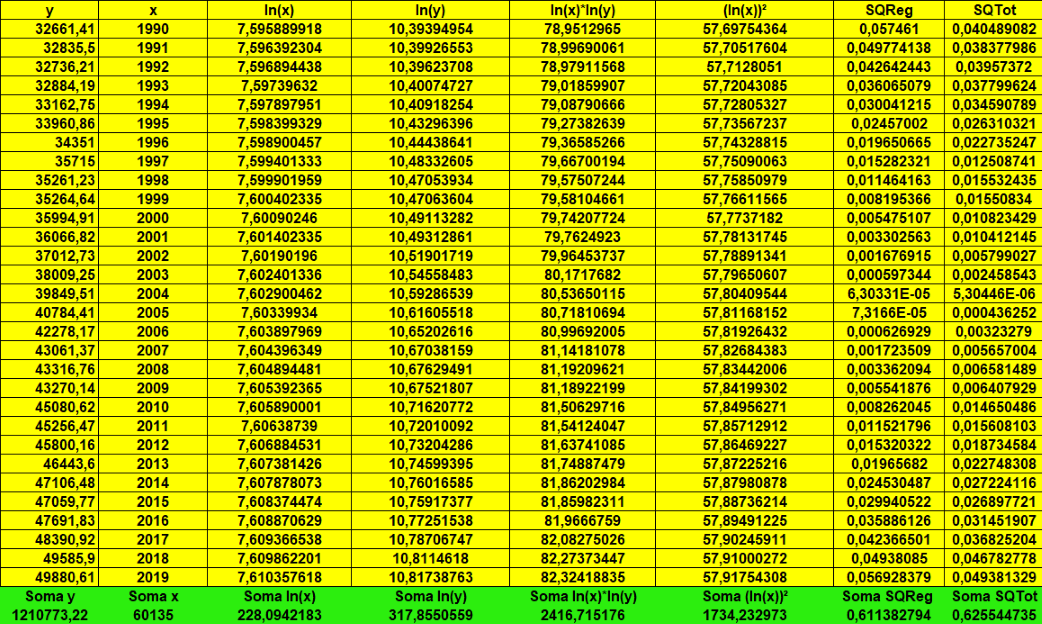 y x ln(x) ln(y) ln(x)*ln(y) (ln(x))² SQReg SQTot
32661,41 1990 7,595889918 10,39394954 78,9512965 57,69754364 0,057461 0,040489082
32835,5 1991 7,596392304 10,39926553 78,99690061 57,70517604 0,049774138 0,038377986
32736,21 1992 7,596894438 10,39623708 78,97911568 57,7128051 0,042642443 0,03957372
32884,19 1993 7,59739632 10,40074727 79,01859907 57,72043085 0,036065079 0,037799624
33162,75 1994 7,597897951 10,40918254 79,08790666 57,72805327 0,030041215 0,034590789
33960,86 1995 7,598399329 10,43296396 79,27382639 57,73567237 0,02457002 0,026310321
34351 1996 7,598900457 10,44438641 79,36585266 57,74328815 0,019650665 0,022735247
35715 1997 7,599401333 10,48332605 79,66700194 57,75090063 0,015282321 0,012508741
35261,23 1998 7,599901959 10,47053934 79,57507244 57,75850979 0,011464163 0,015532435
35264,64 1999 7,600402335 10,47063604 79,58104661 57,76611565 0,008195366 0,01550834
35994,91 2000 7,60090246 10,49113282 79,74207724 57,7737182 0,005475107 0,010823429
36066,82 2001 7,601402335 10,49312861 79,7624923 57,78131745 0,003302563 0,010412145
37012,73 2002 7,60190196 10,51901719 79,96453737 57,78891341 0,001676915 0,005799027
38009,25 2003 7,602401336 10,54558483 80,1717682 57,79650607 0,000597344 0,002458543
39849,51 2004 7,602900462 10,59286539 80,53650115 57,80409544 6,30331E-05 5,30446E-06
40784,41 2005 7,60339934 10,61605518 80,71810694 57,81168152 7,3166E-05 0,000436252
42278,17 2006 7,603897969 10,65202616 80,99692005 57,81926432 0,000626929 0,00323279
43061,37 2007 7,604396349 10,67038159 81,14181078 57,82684383 0,001723509 0,005657004
43316,76 2008 7,604894481 10,67629491 81,19209621 57,83442006 0,003362094 0,006581489
43270,14 2009 7,605392365 10,67521807 81,18922199 57,84199302 0,005541876 0,006407929
45080,62 2010 7,605890001 10,71620772 81,50629716 57,84956271 0,008262045 0,014650486
45256,47 2011 7,60638739 10,72010092 81,54124047 57,85712912 0,011521796 0,015608103
45800,16 2012 7,606884531 10,73204286 81,63741085 57,86469227 0,015320322 0,018734584
46443,6 2013 7,607381426 10,74599395 81,74887479 57,87225216 0,01965682 0,022748308
47106,48 2014 7,607878073 10,76016585 81,86202984 57,87980878 0,024530487 0,027224116
47059,77 2015 7,608374474 10,75917377 81,85982311 57,88736214 0,029940522 0,026897721
47691,83 2016 7,608870629 10,77251538 81,9666759 57,89491225 0,035886126 0,031451907
48390,92 2017 7,609366538 10,78706747 82,08275026 57,90245911 0,042366501 0,036825204
49585,9 2018 7,609862201 10,8114618 82,27373447 57,91000272 0,04938085 0,046782778
49880,61 2019 7,610357618 10,81738763 82,32418835 57,91754308 0,056928379 0,049381329
Soma y Soma x Soma ln(x) Soma ln(y) Soma ln(x)*ln(y) Soma (ln(x))² Soma SQReg Soma SQTot
1210773,22 60135 228,0942183 317,8550559 2416,715176 1734,232973 0,611382794 0,625544735